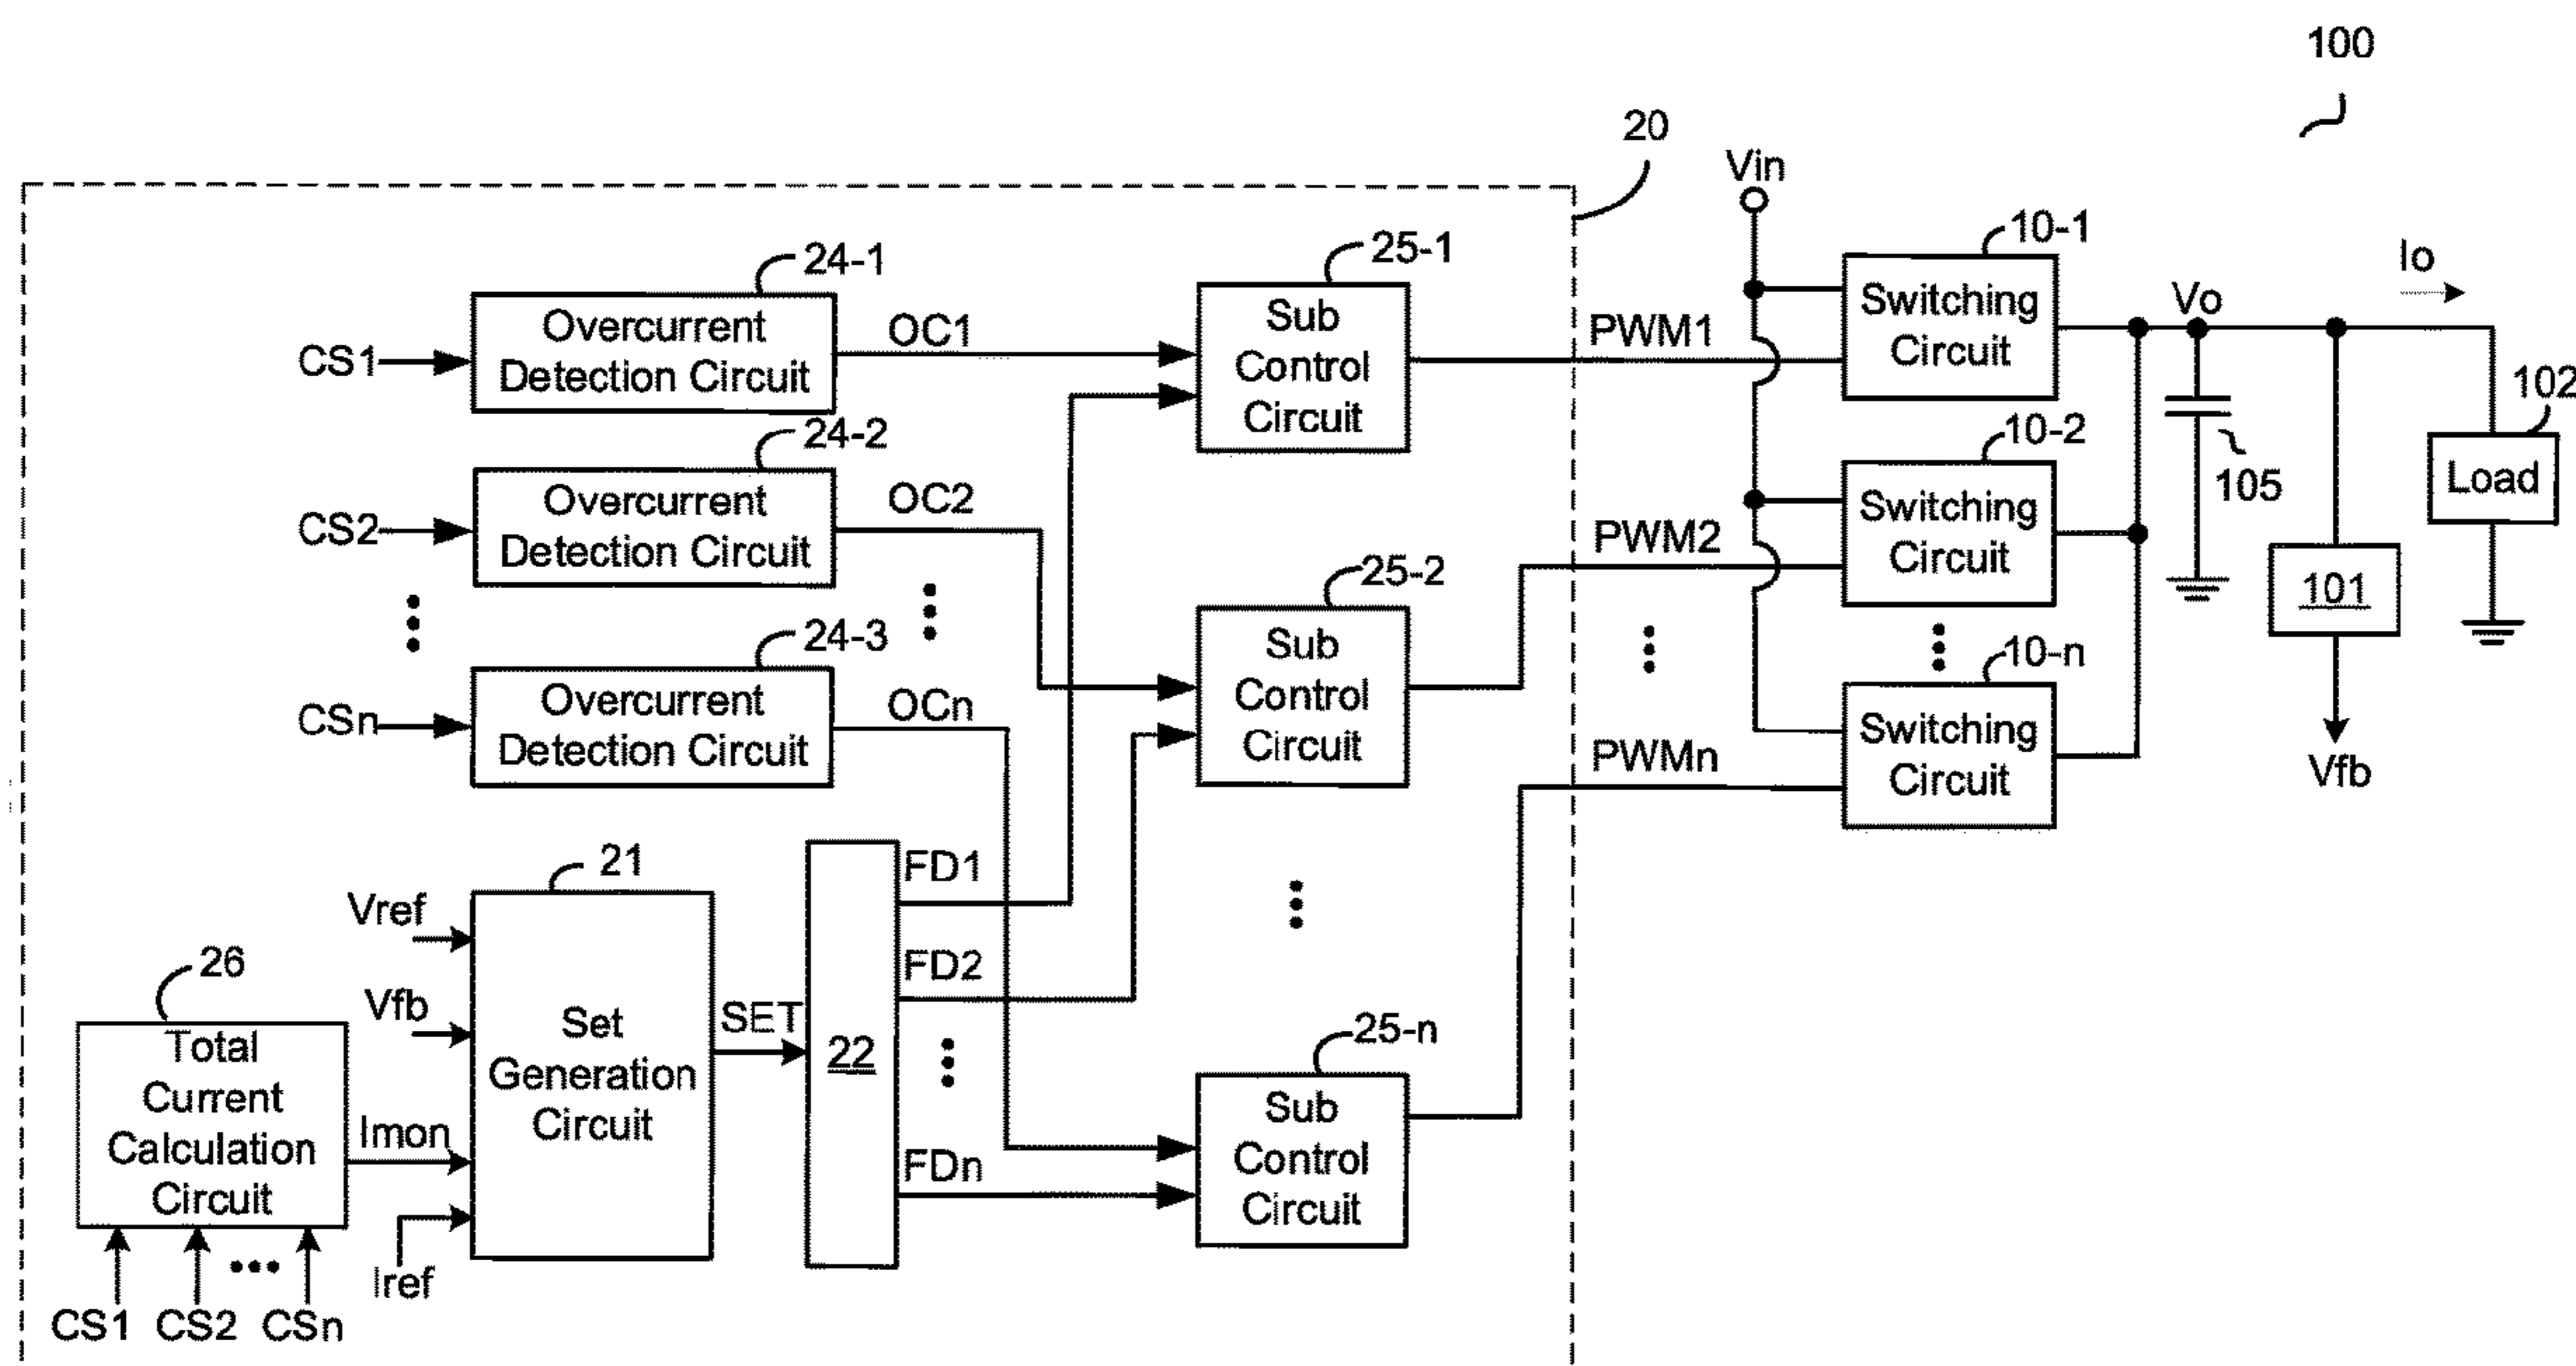 100
20
Vin
24-1
25-1
10-1
Io
Overcurrent
Detection Circuit
CS1
OC1
Sub
Control
Circuit
PWM1
Switching
Circuit
Vo
102
Load
105
24-2
10-2
Overcurrent
Detection Circuit
CS2
OC2
25-2
PWM2
Switching
Circuit
101
Vfb
24-3
10-n
Overcurrent
Detection Circuit
CSn
OCn
Sub
Control
Circuit
PWMn
Switching
Circuit
21
FD1
Vref
26
FD2
Vfb
Set
Generation
Circuit
SET
22
25-n
Total
Current
Calculation
Circuit
Imon
FDn
Sub
Control
Circuit
Iref
CS1 CS2 CSn